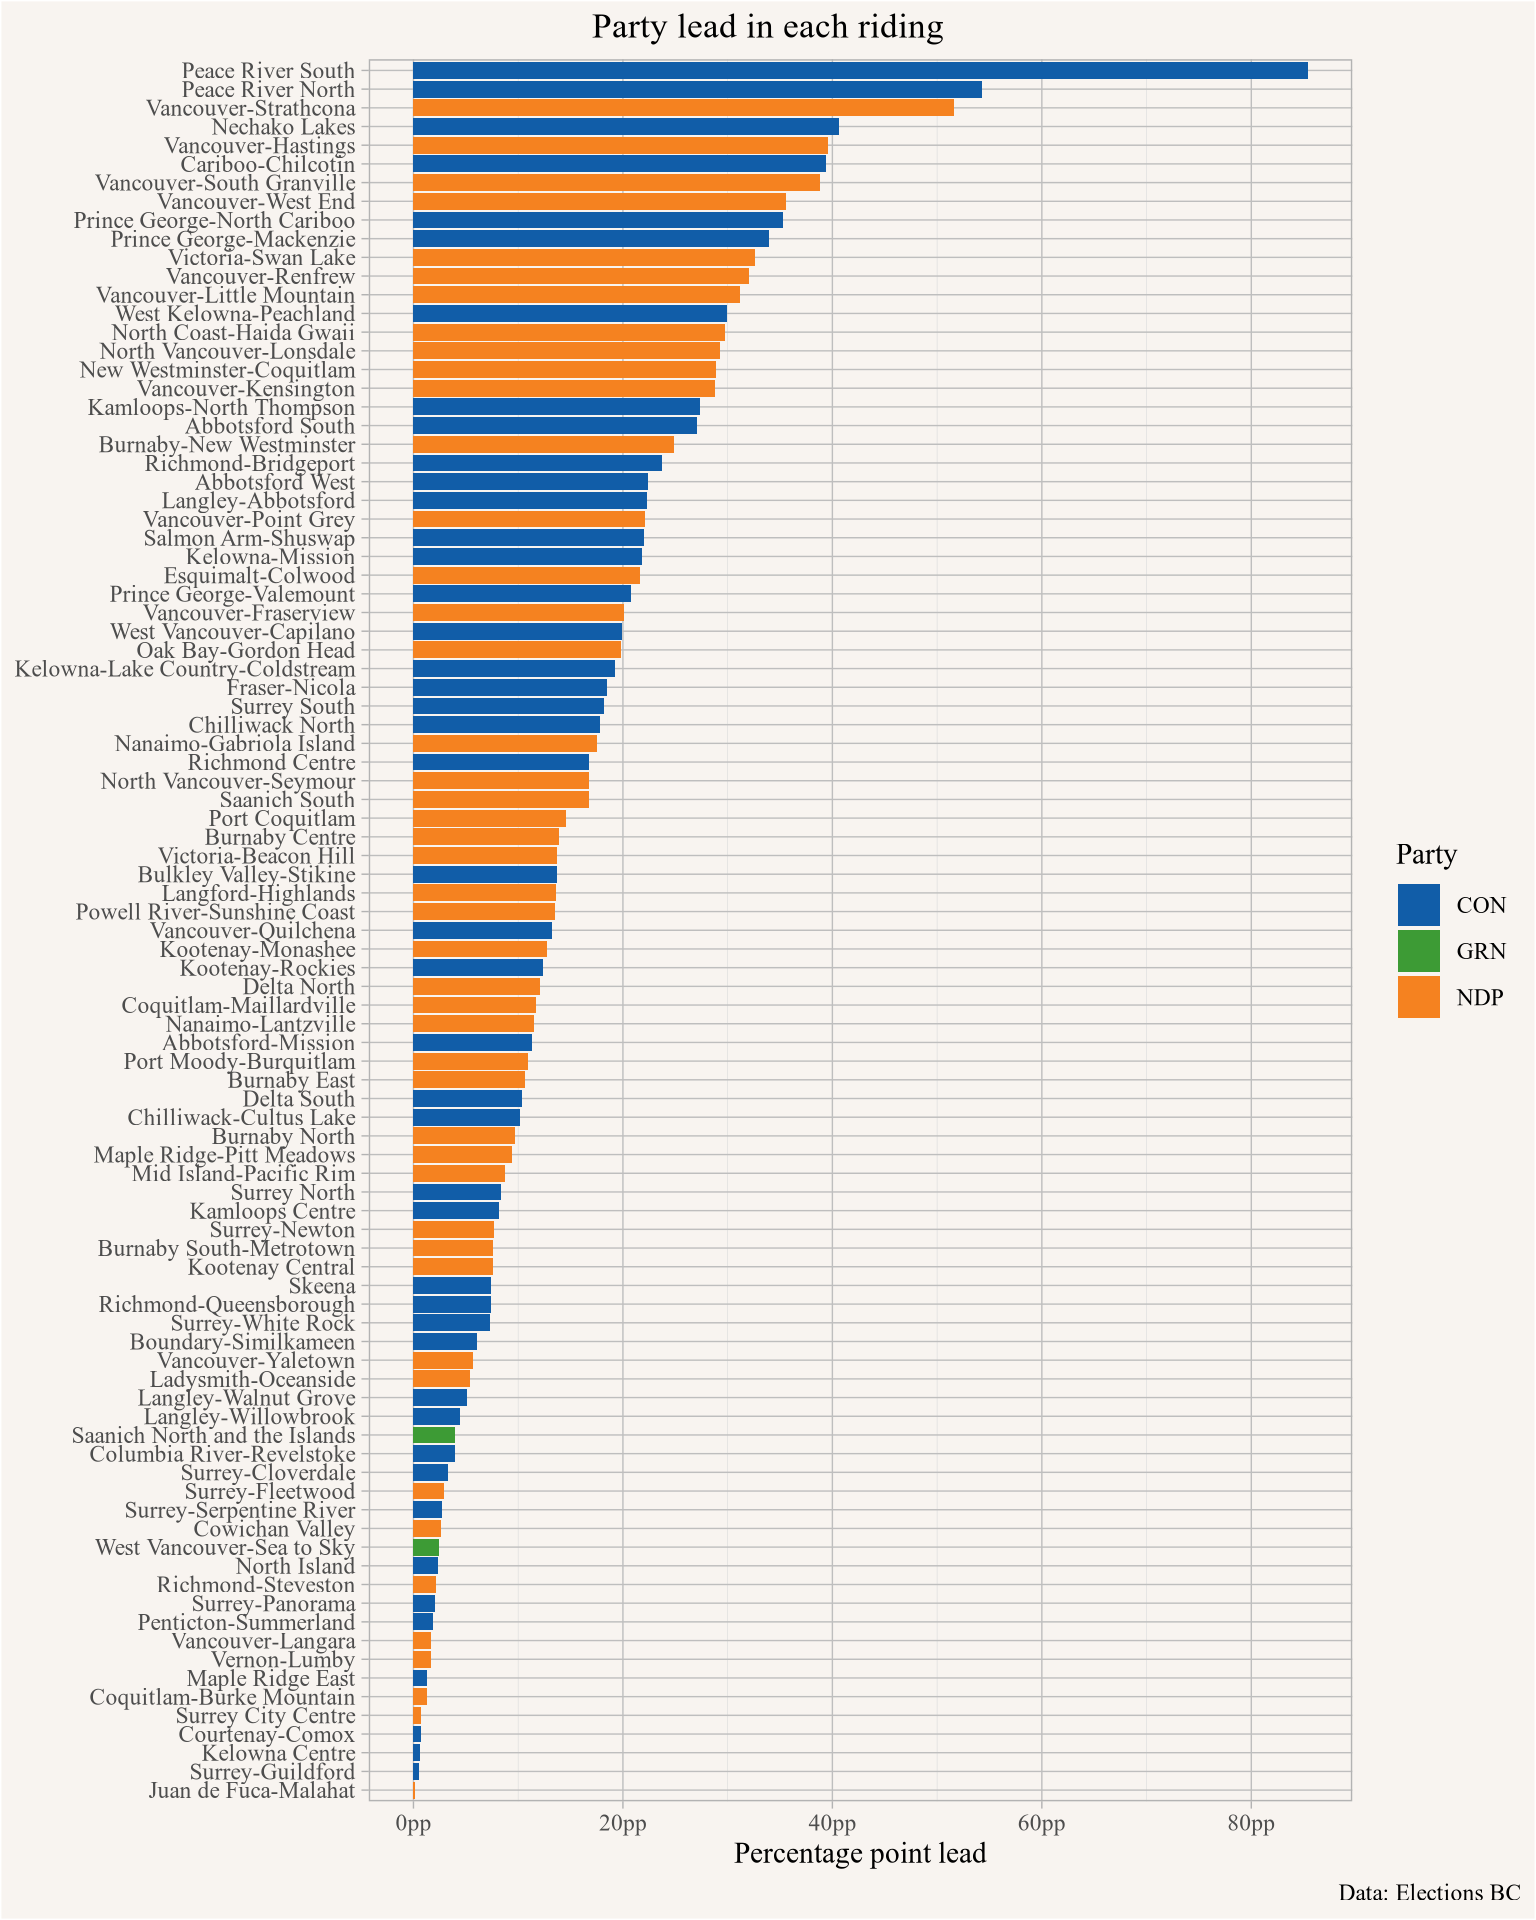 Party lead in each riding
Peace River South
Peace River North
Vancouver-Strathcona
Nechako Lakes
Vancouver-Hastings
Cariboo-Chilcotin
Vancouver-South Granville
Vancouver-West End
Prince George-North Cariboo
Prince George-Mackenzie
Victoria-Swan Lake
Vancouver-Renfrew
Vancouver-Little Mountain
West Kelowna-Peachland
North Coast-Haida Gwaii
North Vancouver-Lonsdale
New Westminster-Coquitlam
Vancouver-Kensington
Kamloops-North Thompson
Abbotsford South
Burnaby-New Westminster
Richmond-Bridgeport
Abbotsford West
Langley-Abbotsford
Vancouver-Point Grey
Salmon Arm-Shuswap
Kelowna-Mission
Esquimalt-Colwood
Prince George-Valemount
Vancouver-Fraserview
West Vancouver-Capilano
Oak Bay-Gordon Head
Kelowna-Lake Country-Coldstream
Fraser-Nicola
Surrey South
Chilliwack North
Nanaimo-Gabriola Island
Richmond Centre
North Vancouver-Seymour
Saanich South
Port Coquitlam
Burnaby Centre
Victoria-Beacon Hill
Bulkley Valley-Stikine
Langford-Highlands
Powell River-Sunshine Coast
Vancouver-Quilchena
Kootenay-Monashee
Kootenay-Rockies
Delta North
Coquitlam-Maillardville
Nanaimo-Lantzville
Abbotsford-Mission
Port Moody-Burquitlam
Burnaby East
Delta South
Chilliwack-Cultus Lake
Burnaby North
Maple Ridge-Pitt Meadows
Mid Island-Pacific Rim
Surrey North
Kamloops Centre
Surrey-Newton
Burnaby South-Metrotown
Kootenay Central
Skeena
Richmond-Queensborough
Surrey-White Rock
Boundary-Similkameen
Vancouver-Yaletown
Ladysmith-Oceanside
Langley-Walnut Grove
Langley-Willowbrook
Saanich North and the Islands
Columbia River-Revelstoke
Surrey-Cloverdale
Surrey-Fleetwood
Surrey-Serpentine River
Cowichan Valley
West Vancouver-Sea to Sky
North Island
Richmond-Steveston
Surrey-Panorama
Penticton-Summerland
Vancouver-Langara
Vernon-Lumby
Maple Ridge East
Coquitlam-Burke Mountain
Surrey City Centre
Courtenay-Comox
Kelowna Centre
Surrey-Guildford
Juan de Fuca-Malahat
0pp 20pp 40pp 60pp 80pp
Percentage point lead
Party
CON
GRN
NDP
Data: Elections BC